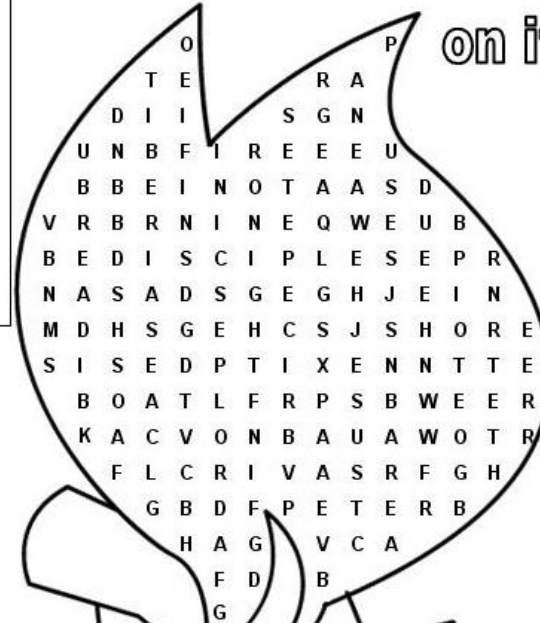 on i
O P
T E R A
D I I S G N
U N B F I R E E E U
B B E I N O T A A S D
V R B R N I N E Q W E U B
B E D I S C I P L E S E P R
N A S A D S G E G H J E I N
M D H S G E H C S J S H O R E
S I S E D P T I X E N N T T E
B O A T L F R P S B W E E R
K A C V O N B A U A W O T R
F L C R I V A S R F G H
G B D F P E T E R B
H A G V C A
F D B
G